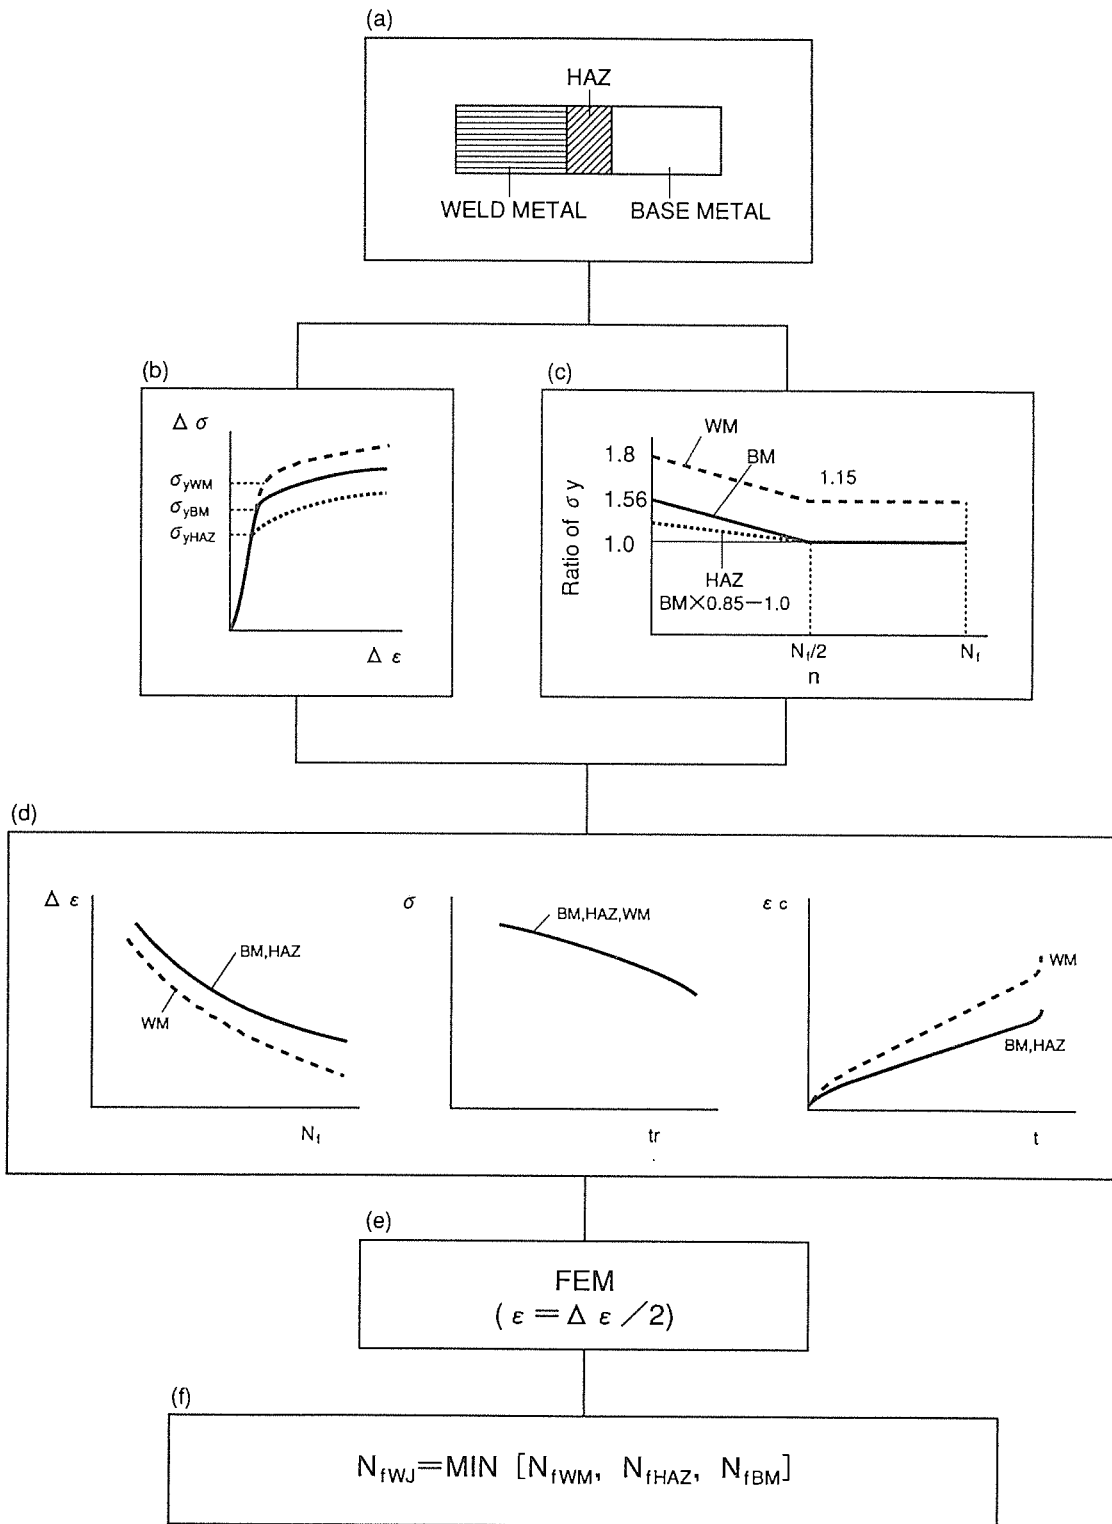 (a)
HAZ
WELD METAL
BASE METAL
(b)
Δ σ
σyWM
σyBM
σyHAZ
Δ ε
(c)
Ratio of σ y
1.8
1.56
1.0
WM
BM
1.15
HAZ
BM×0.85−1.0
Nf/2
Nf
n
(d)
Δ ε
BM,HAZ
WM
Nf
σ
BM,HAZ,WM
tr
ε c
WM
BM,HAZ
t
(e)
FEM
( ε = Δ ε /2)
(f)
NfWJ=MIN [NfWM, NfHAZ, NfBM]